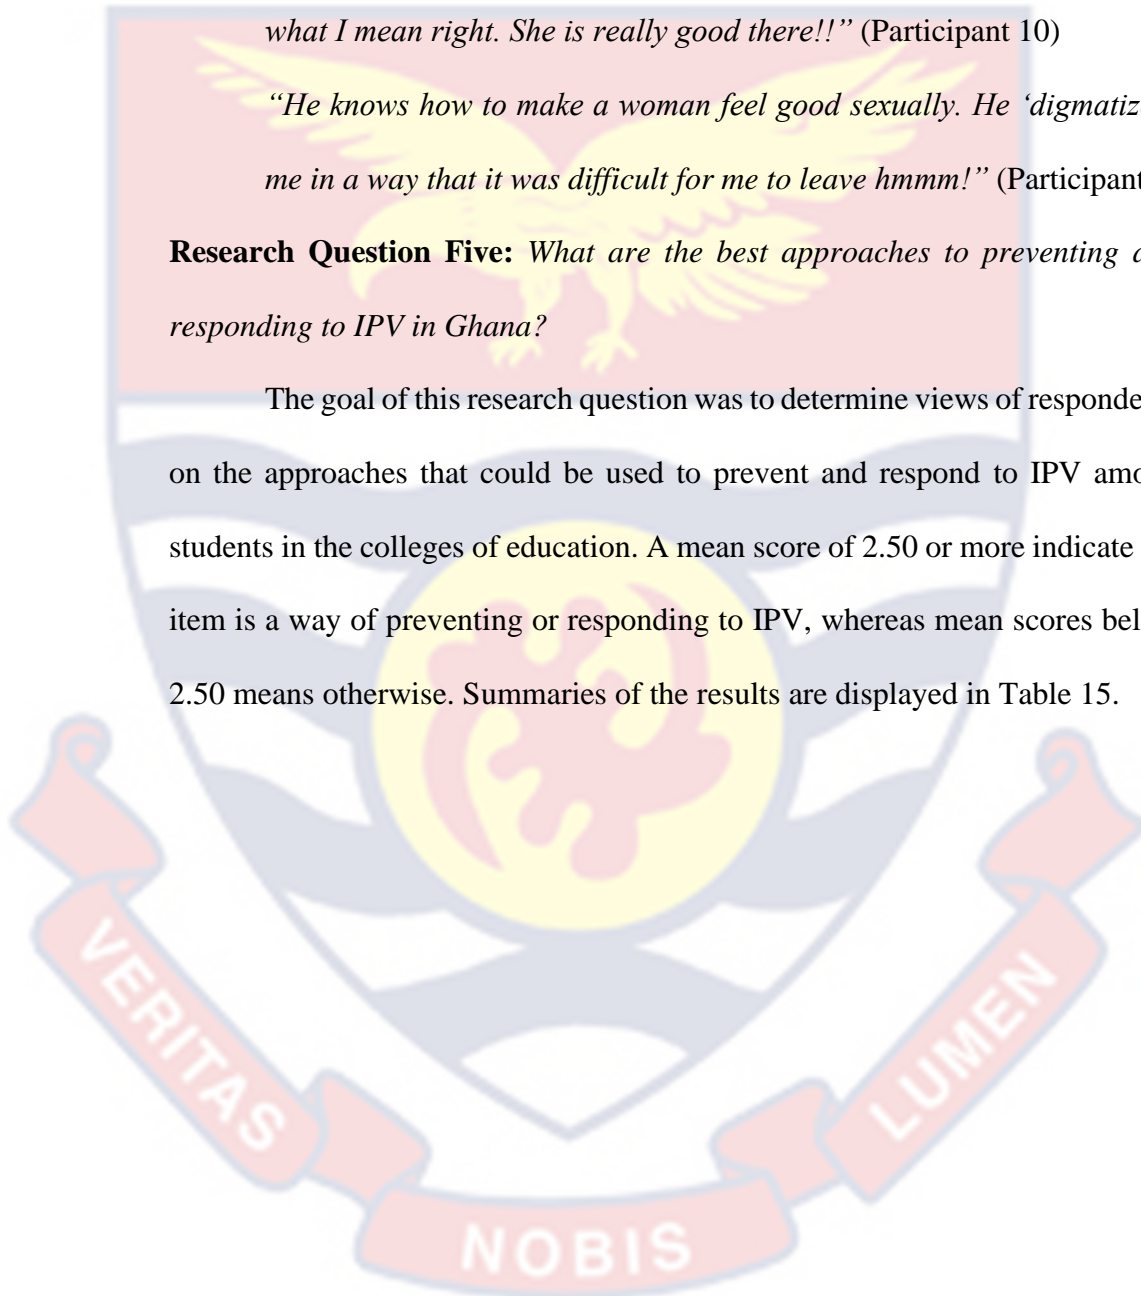 what I mean right. She is really good there!!” (Participant 10)
“He knows how to make a woman feel good sexually. He ‘digmatiz
me in a way that it was difficult for me to leave hmmm!” (Participant
Research Question Five: What are the best approaches to preventing a
responding to IPV in Ghana?
The goal of this research question was to determine views of responde
on the approaches that could be used to prevent and respond to IPV amo
students in the colleges of education. A mean score of 2.50 or more indicate
item is a way of preventing or responding to IPV, whereas mean scores bel
2.50 means otherwise. Summaries of the results are displayed in Table 15.
VERITAS
NOBIS
LUMEN